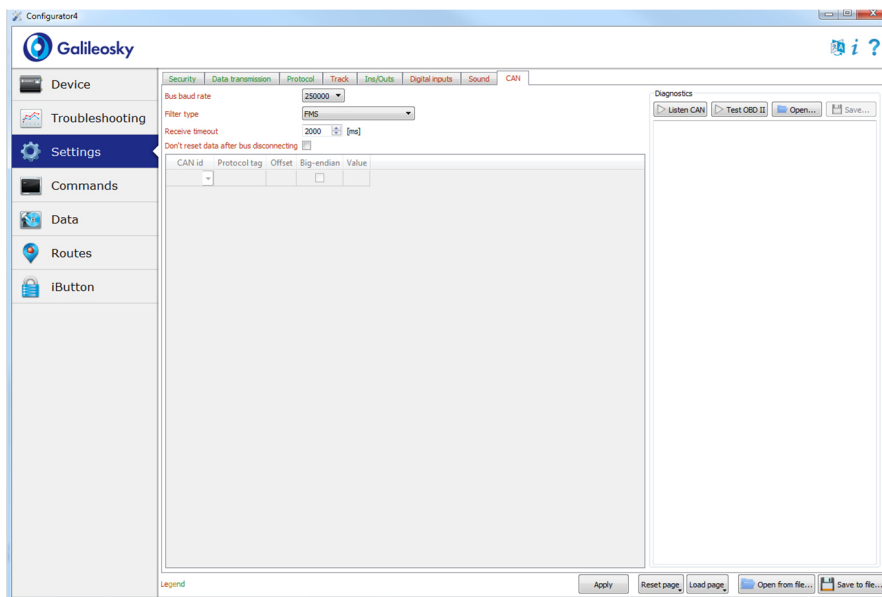 Configurator4
Galileosky
i ?
Device
Troubleshooting
Settings
Commands
Data
Routes
iButton
Security Data transmission Protocol Track Ins/Outs Digital inputs Sound CAN
Bus baud rate 250000
Filter type FMS
Receive timeout 2000 [ms]
Don't reset data after bus disconnecting
CAN id Protocol tag Offset Big-endian Value
Diagnostics
Listen CAN Test OBD II Open... Save...
Legend
Apply Reset page Load page Open from file... Save to file...